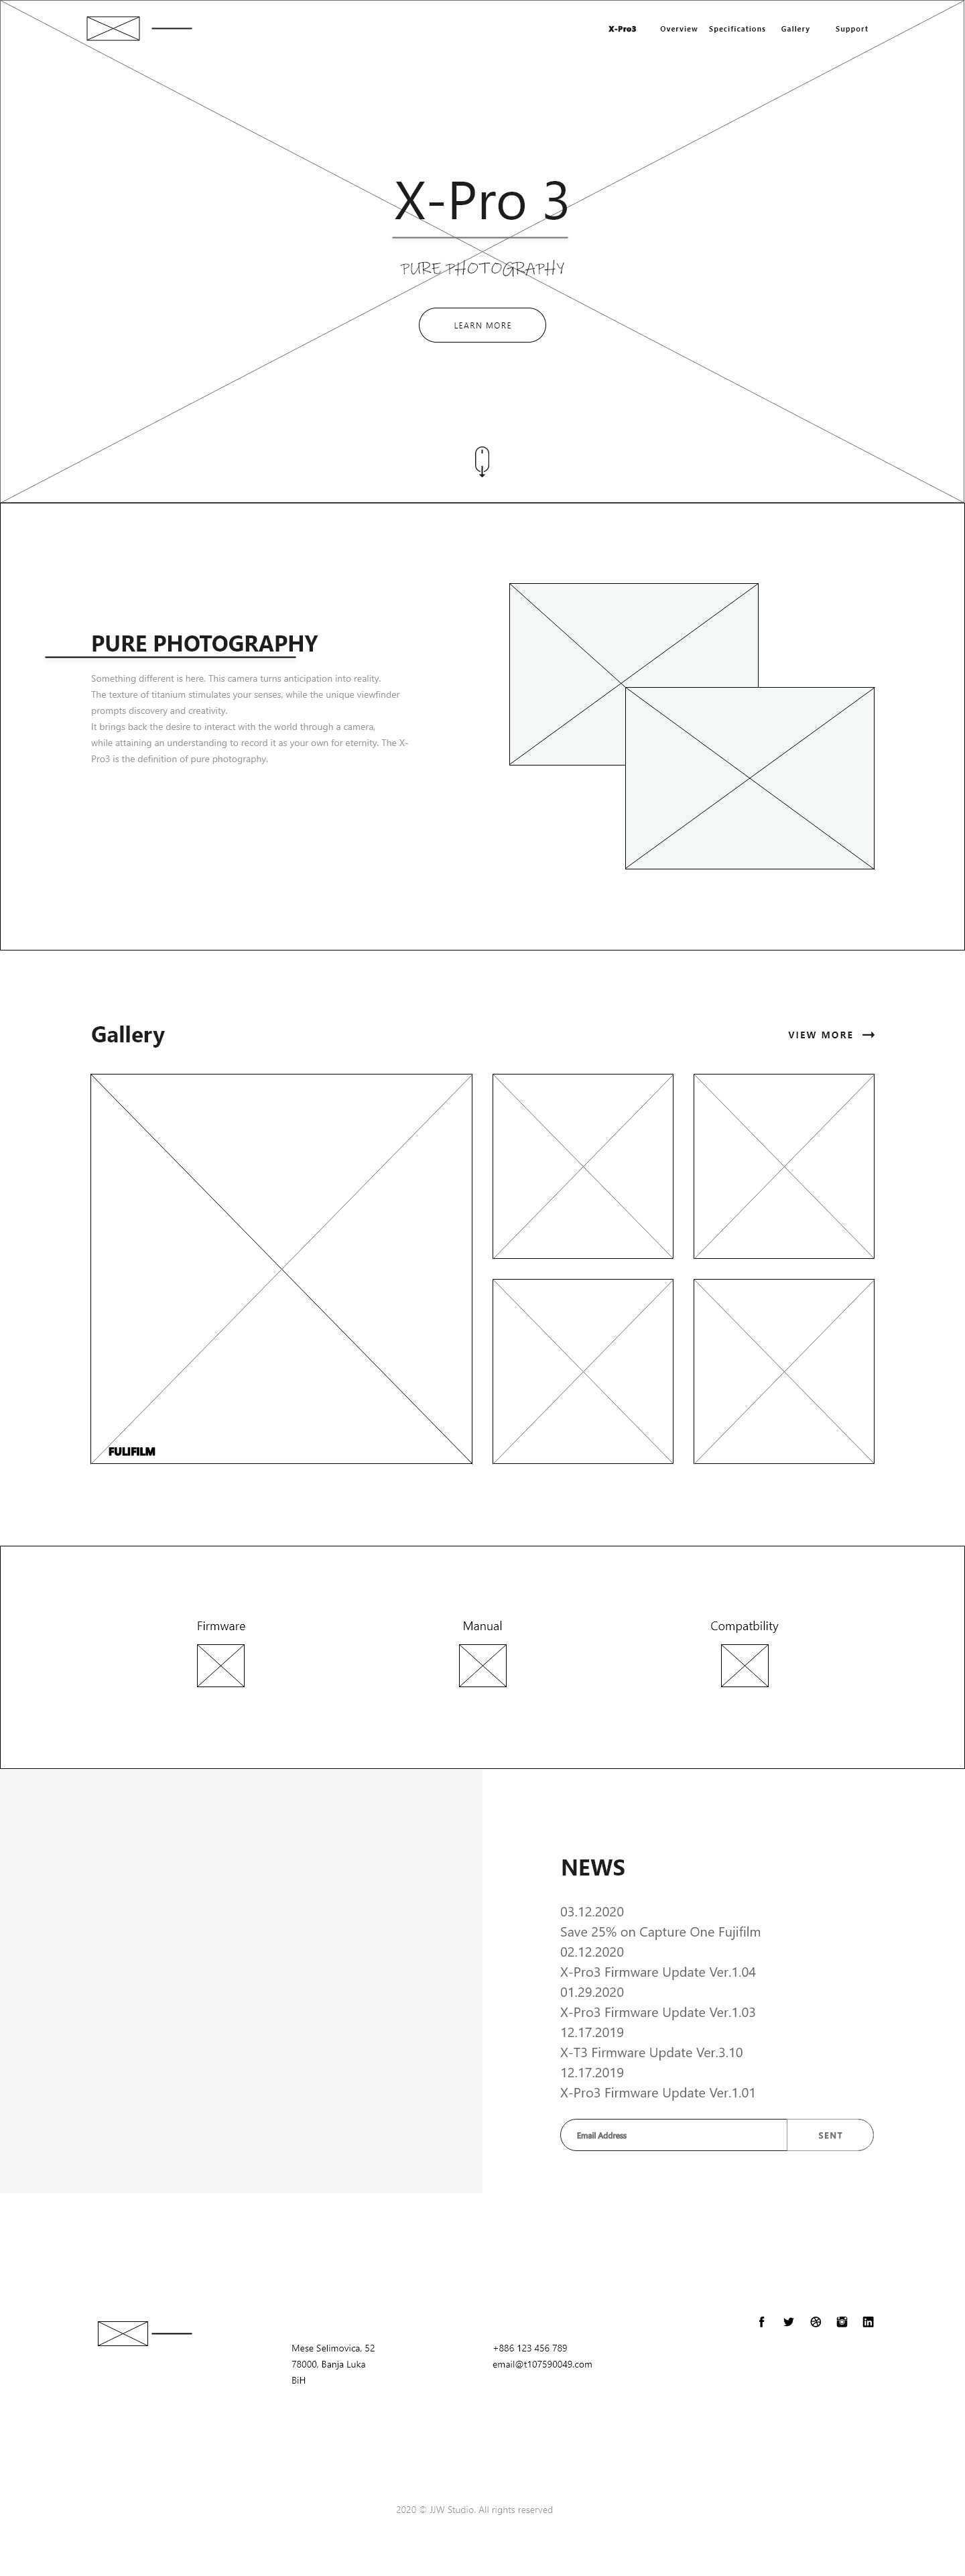 X-Pro3 Overview Specifications Gallery Support
X-Pro 3
PURE PHOTOGRAPHY
LEARN MORE
PURE PHOTOGRAPHY
Something different is here. This camera turns anticipation into reality.
The texture of titanium stimulates your senses, while the unique viewfinder
prompts discovery and creativity.
It brings back the desire to interact with the world through a camera,
while attaining an understanding to record it as your own for eternity. The X-
Pro3 is the definition of pure photography.
Gallery
VIEW MORE
FULIFILM
Firmware Manual Compatbility
NEWS
03.12.2020
Save 25% on Capture One Fujifilm
02.12.2020
X-Pro3 Firmware Update Ver.1.04
01.29.2020
X-Pro3 Firmware Update Ver.1.03
12.17.2019
X-T3 Firmware Update Ver.3.10
12.17.2019
X-Pro3 Firmware Update Ver.1.01
Email Address SENT
Mese Selimovica, 52
78000, Banja Luka
BiH
+886 123 456 789
email@t107590049.com
2020 © JJW Studio. All rights reserved